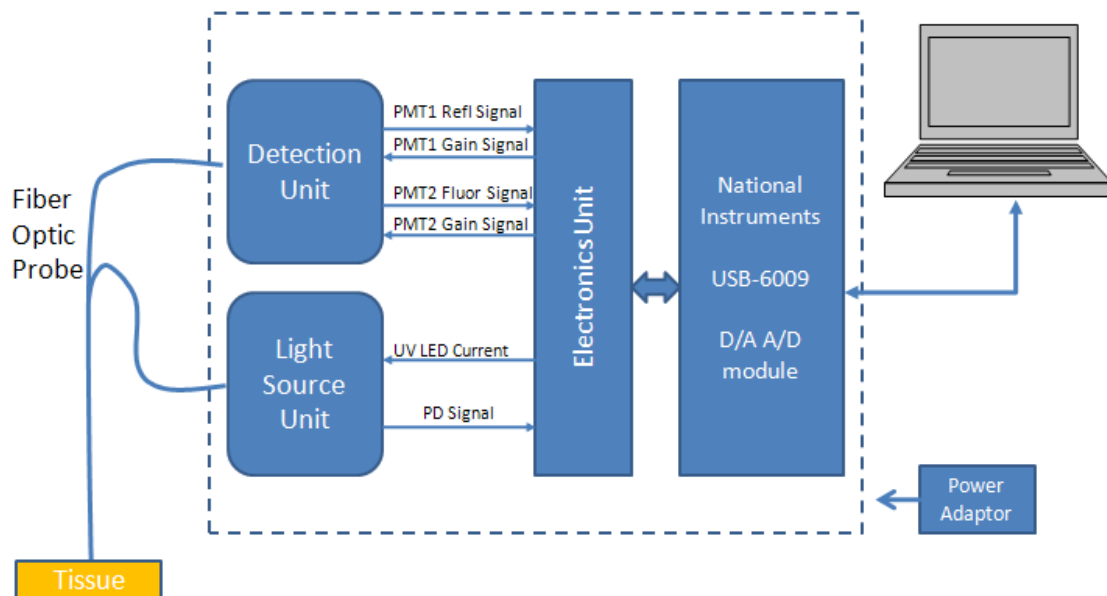 Fiber
Optic
Probe
Detection
Unit
PMT1 Refl Signal
PMT1 Gain Signal
PMT2 Fluor Signal
PMT2 Gain Signal
Light
Source
Unit
UV LED Current
PD Signal
Electronics Unit
National
Instruments
USB-6009
D/A A/D
module
Power
Adaptor
Tissue